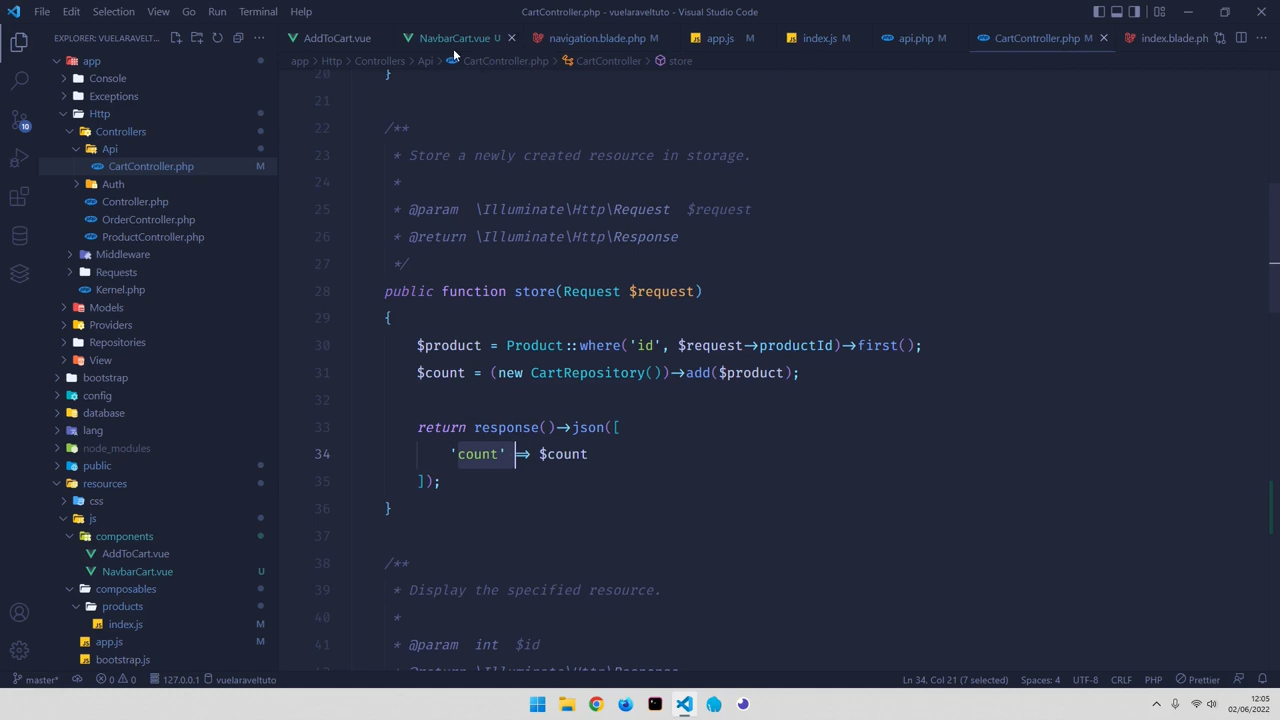 File Edit Selection View Go Run Terminal Help
CartController.php - vuelaraveltuto - Visual Studio Code
EXPLORER: VUELARAVELT...
AddToCart.vue
NavbarCart.vue U
navigation.blade.php M
app.js M
index.js M
api.php M
CartController.php M
index.blade.ph
app > Http > Controllers > Api > CartController.php > CartController > store
app
Console
Exceptions
Http
Controllers
Api
CartController.php M
Auth
Controller.php
OrderController.php
ProductController.php
Middleware
Requests
Kernel.php
Models
Providers
Repositories
View
bootstrap
config
database
lang
node_modules
public
resources
css
js
components
AddToCart.vue
NavbarCart.vue U
composables
products
index.js M
app.js M
bootstrap.js
10
20 }
21
22 /**
23 * Store a newly created resource in storage.
24 *
25 * @param \Illuminate\Http\Request $request
26 * @return \Illuminate\Http\Response
27 */
28 public function store(Request $request)
29 {
30 $product = Product::where('id', $request->productId)->first();
31 $count = (new CartRepository())->add($product);
32
33 return response()->json([
34 'count' => $count
35 ]);
36 }
37
38 /**
39 * Display the specified resource.
40 *
41 * @param int $id
42 * @return \Illuminate\Http\Response
master* 0 0 127.0.0.1 vuelaraveltuto
Ln 34, Col 21 (7 selected) Spaces: 4 UTF-8 CRLF PHP Prettier
12:05
02/06/2022